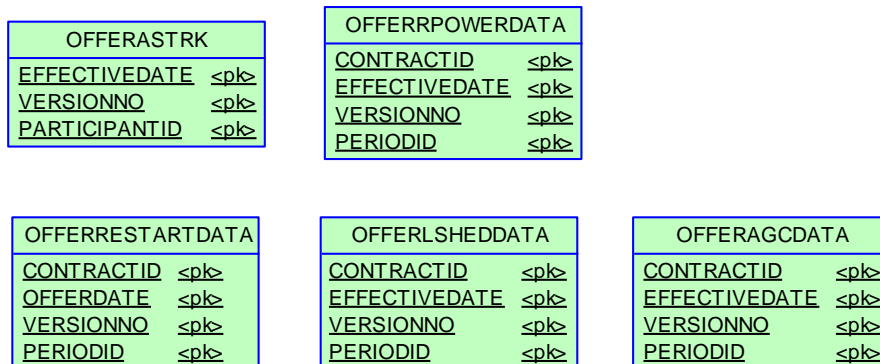 OFFERASTRK
EFFECTIVEDATE <pk>
VERSIONNO <pk>
PARTICIPANTID <pk>
OFFERRPOWERDATA
CONTRACTID <pk>
EFFECTIVEDATE <pk>
VERSIONNO <pk>
PERIODID <pk>
OFFERRESTARTDATA
CONTRACTID <pk>
OFFERDATE <pk>
VERSIONNO <pk>
PERIODID <pk>
OFFERLSHEDDATA
CONTRACTID <pk>
EFFECTIVEDATE <pk>
VERSIONNO <pk>
PERIODID <pk>
OFFERAGCDATA
CONTRACTID <pk>
EFFECTIVEDATE <pk>
VERSIONNO <pk>
PERIODID <pk>